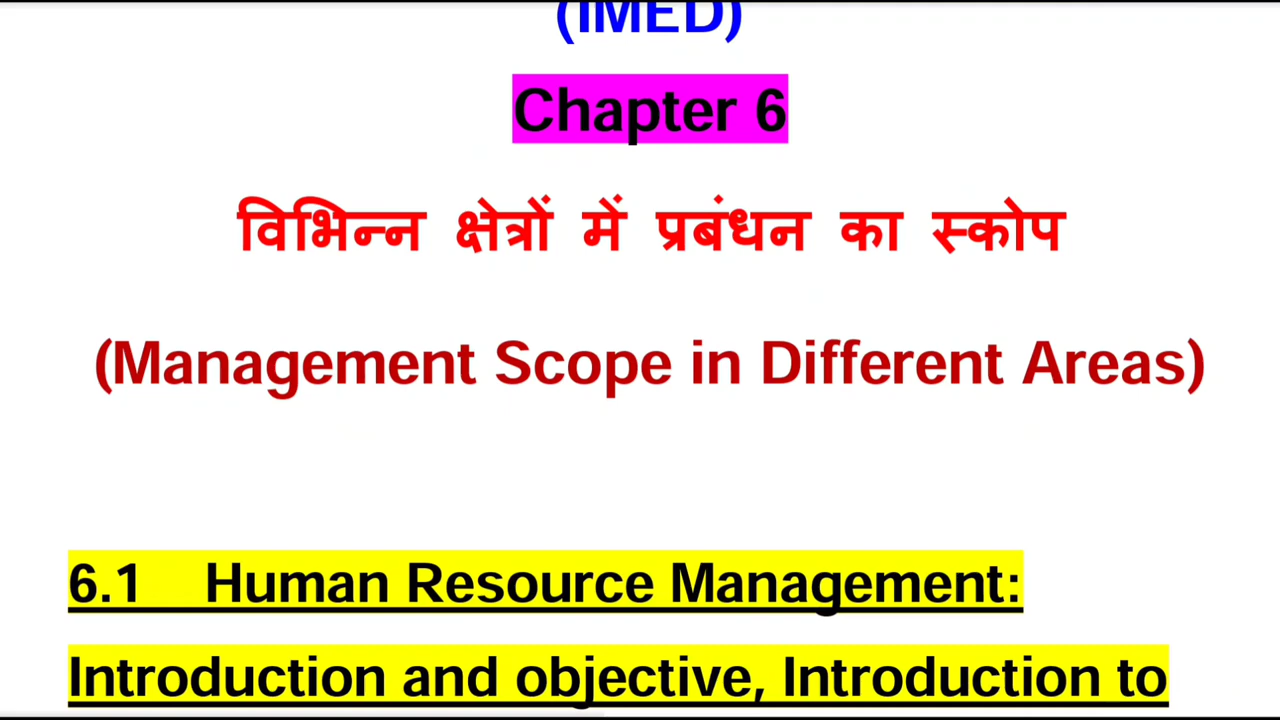 (IMED)
Chapter 6
विभिन्न क्षेत्रों में प्रबंधन का स्कोप
(Management Scope in Different Areas)
6.1 Human Resource Management:
Introduction and objective, Introduction to